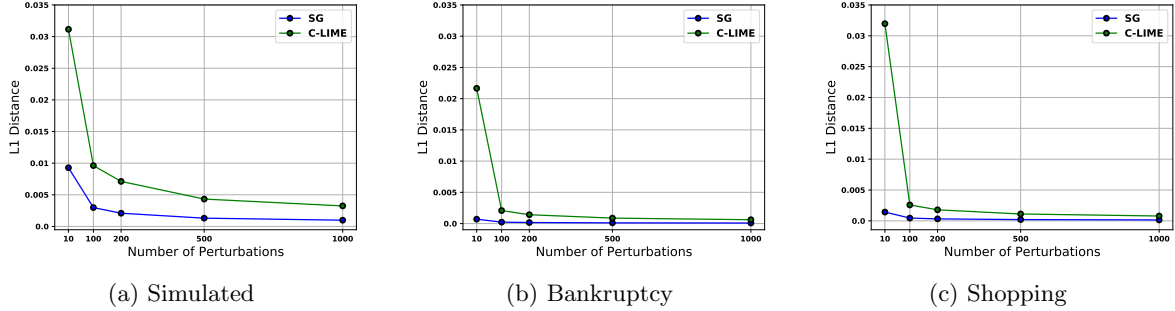 0.035
0.03
0.025
0.02
0.015
0.01
0.005
0.0
L1 Distance
SG
C-LIME
10 100 200 500 1000
Number of Perturbations
(a) Simulated
0.035
0.03
0.025
0.02
0.015
0.01
0.005
0.0
L1 Distance
SG
C-LIME
10 100 200 500 1000
Number of Perturbations
(b) Bankruptcy
0.035
0.03
0.025
0.02
0.015
0.01
0.005
0.0
L1 Distance
SG
C-LIME
10 100 200 500 1000
Number of Perturbations
(c) Shopping